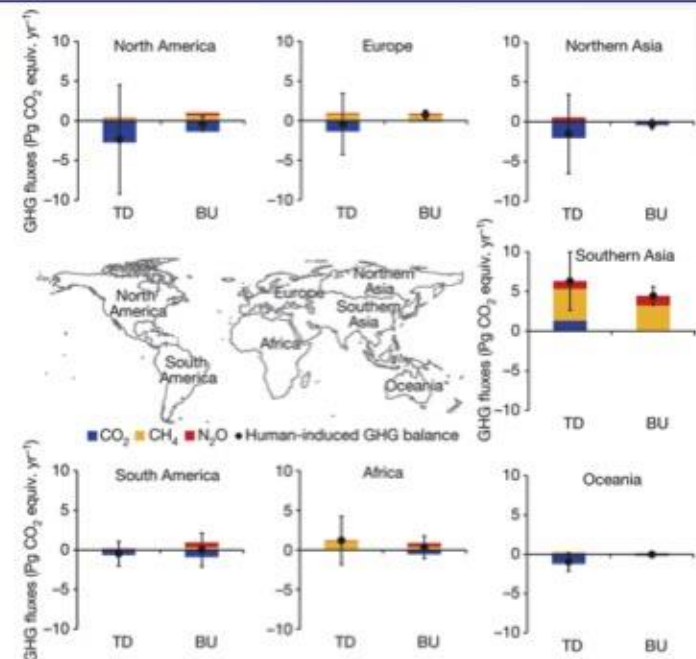 GHG fluxes (Pg CO₂ equiv. yr⁻¹)
North America
10
5
0
−5
−10
TD BU
Europe
10
5
0
−5
−10
TD BU
Northern Asia
10
5
0
−5
−10
TD BU
North
America
South
America
Europe
Africa
Northern
Asia
Southern
Asia
Oceania
GHG fluxes (Pg CO₂ equiv. yr⁻¹)
Southern Asia
10
5
0
−5
−10
TD BU
CO₂ CH₄ N₂O Human-induced GHG balance
GHG fluxes (Pg CO₂ equiv. yr⁻¹)
South America
10
5
0
−5
−10
TD BU
Africa
10
5
0
−5
−10
TD BU
Oceania
10
5
0
−5
−10
TD BU